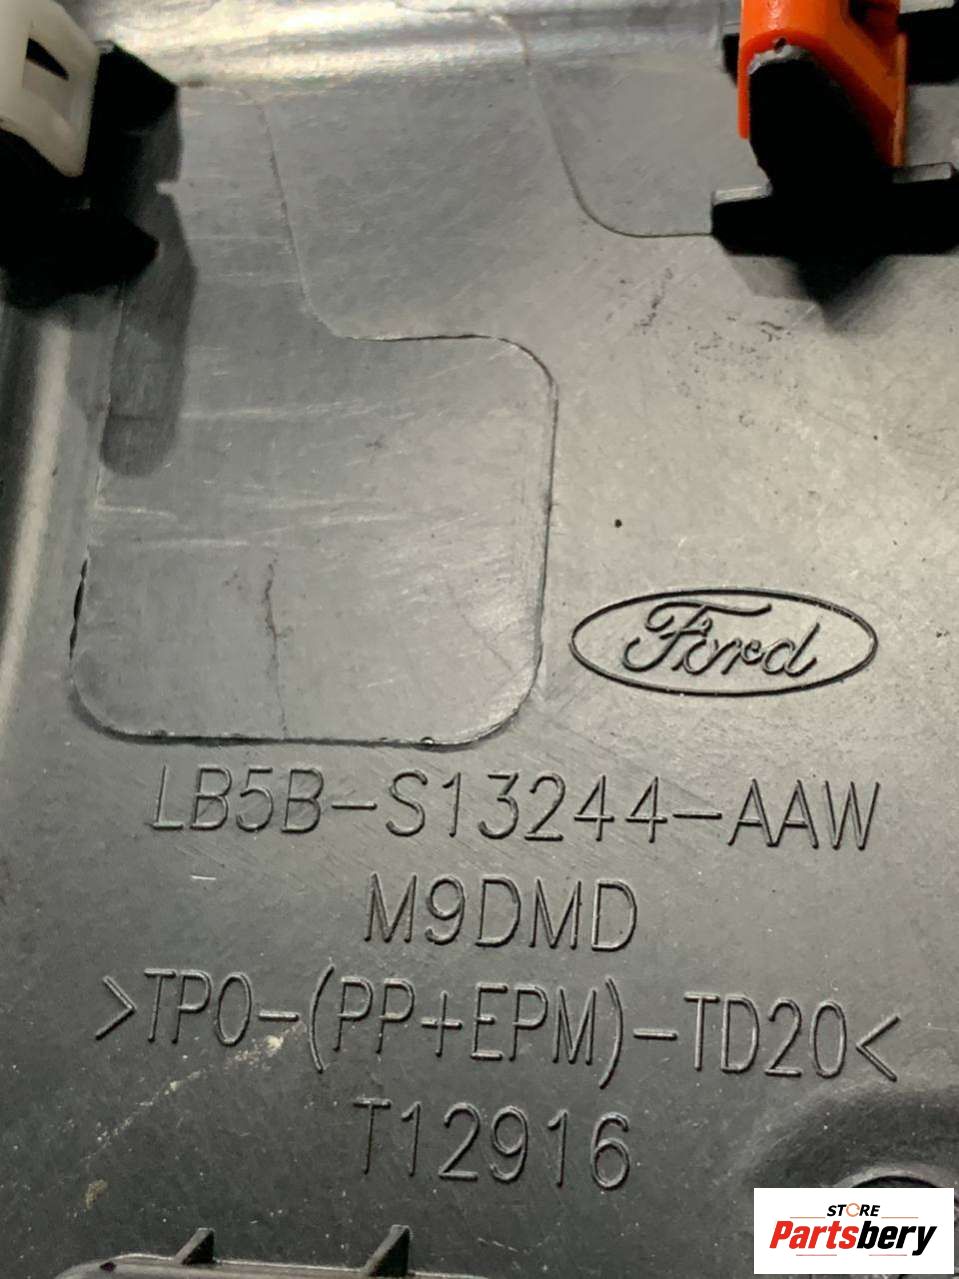 Ford
LB5B-S13244-AAW
M9DMD
>TPO-(PP+EPM)-TD20<
T12916
STORE
Partsbery